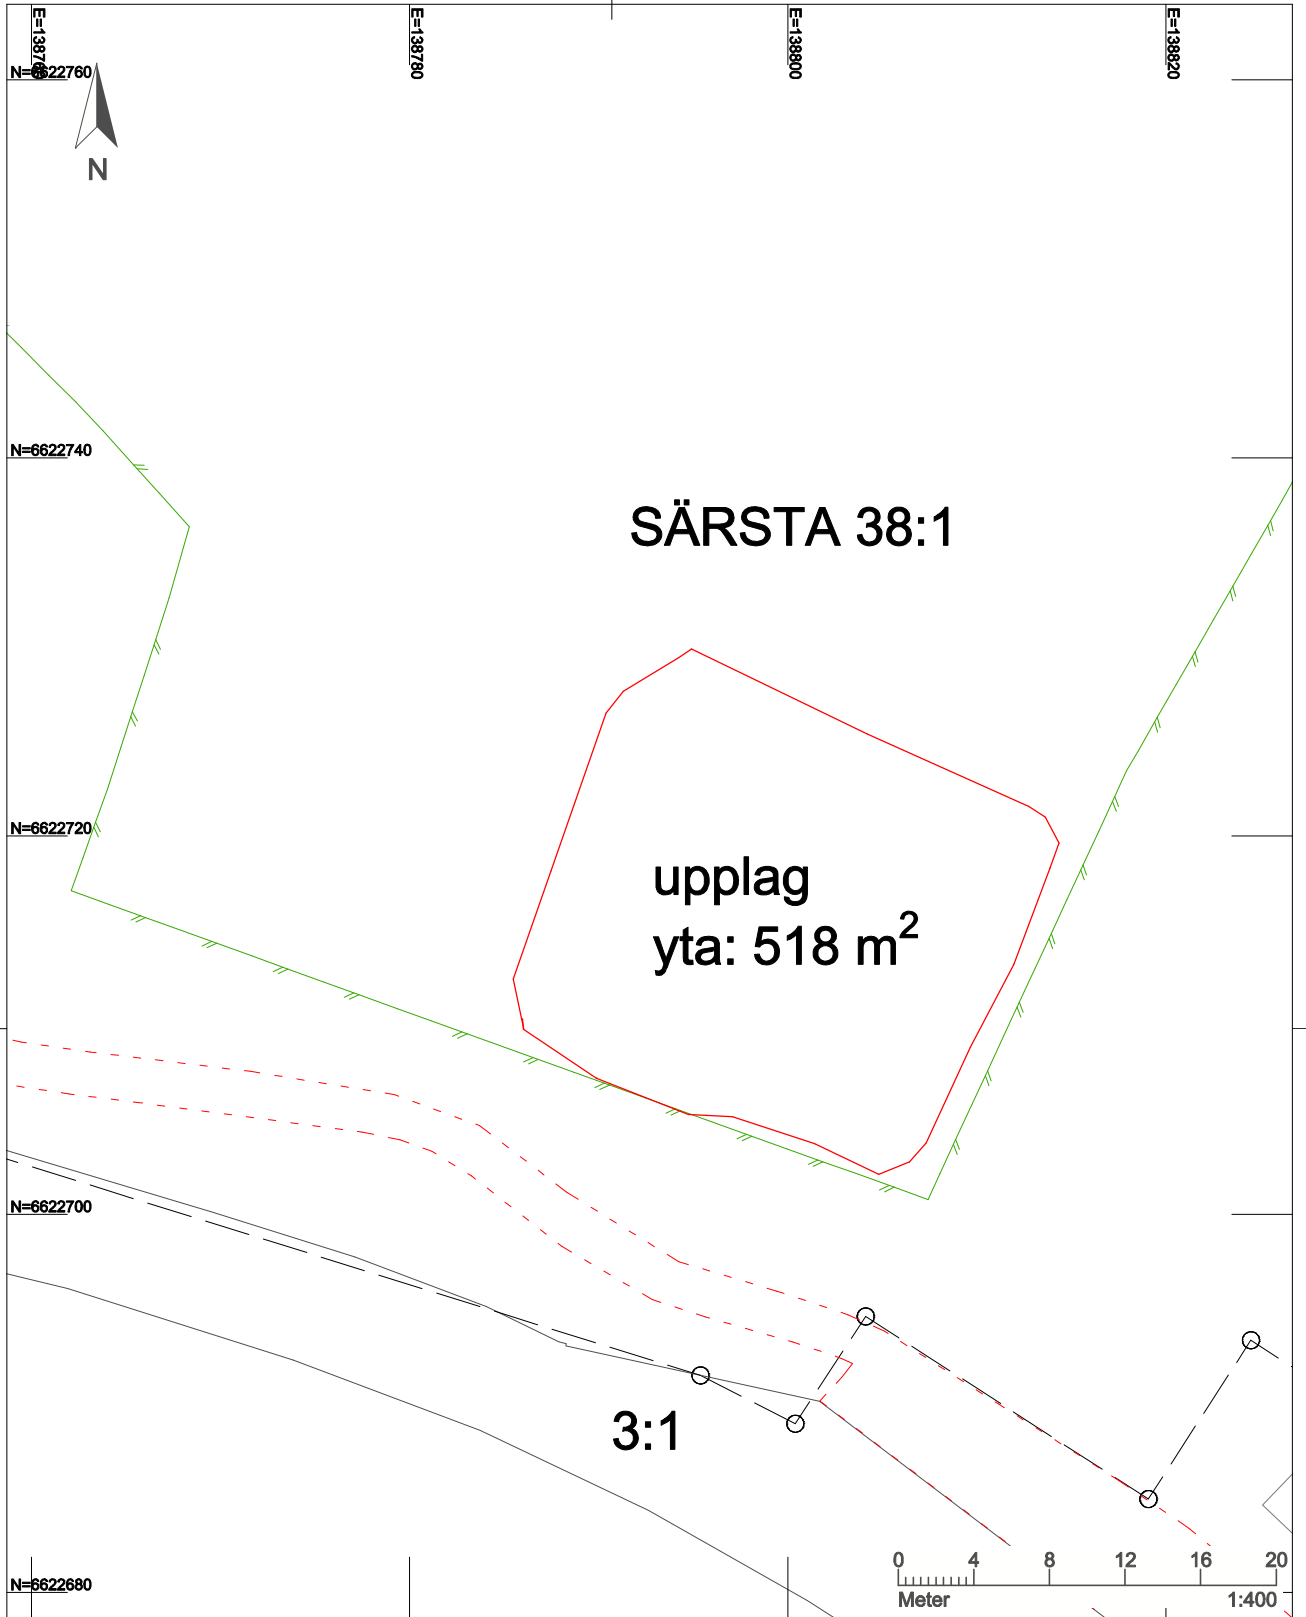 E=138760
E=138780
E=138800
E=138820
N=6622760
N
N=6622740
SÄRSTA 38:1
N=6622720
upplag
yta: 518 m²
N=6622700
3:1
0 4 8 12 16 20
Meter 1:400
N=6622680